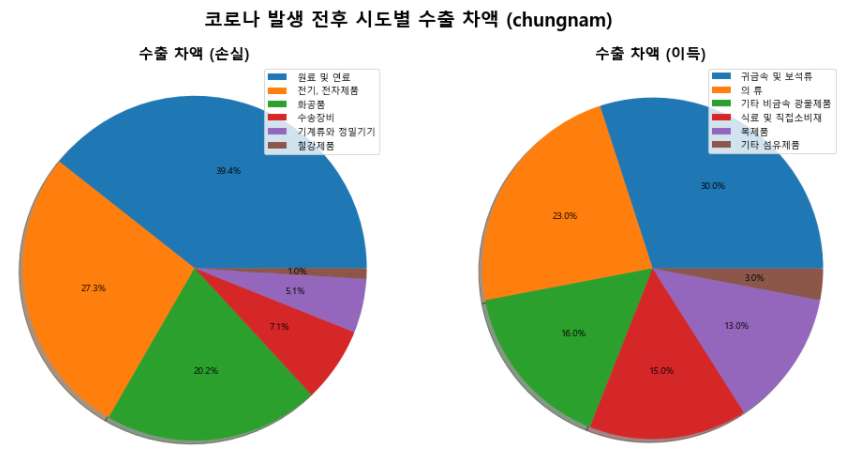 코로나 발생 전후 시도별 수출 차액 (chungnam)
수출 차액 (손실)
원료 및 연료
전기, 전자제품
화공품
수송장비
기계류와 정밀기기
철강제품
39.4%
27.3%
20.2%
7.1%
5.1%
1.0%
수출 차액 (이득)
귀금속 및 보석류
의 류
기타 비금속 광물제품
식료 및 직접소비재
목제품
기타 섬유제품
30.0%
23.0%
16.0%
15.0%
13.0%
3.0%